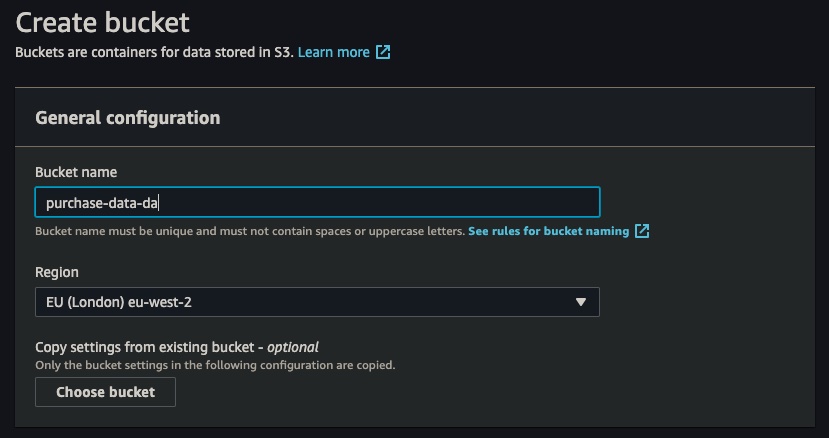 Create bucket
Buckets are containers for data stored in S3. Learn more
General configuration
Bucket name
purchase-data-da
Bucket name must be unique and must not contain spaces or uppercase letters. See rules for bucket naming
Region
EU (London) eu-west-2
Copy settings from existing bucket - optional
Only the bucket settings in the following configuration are copied.
Choose bucket